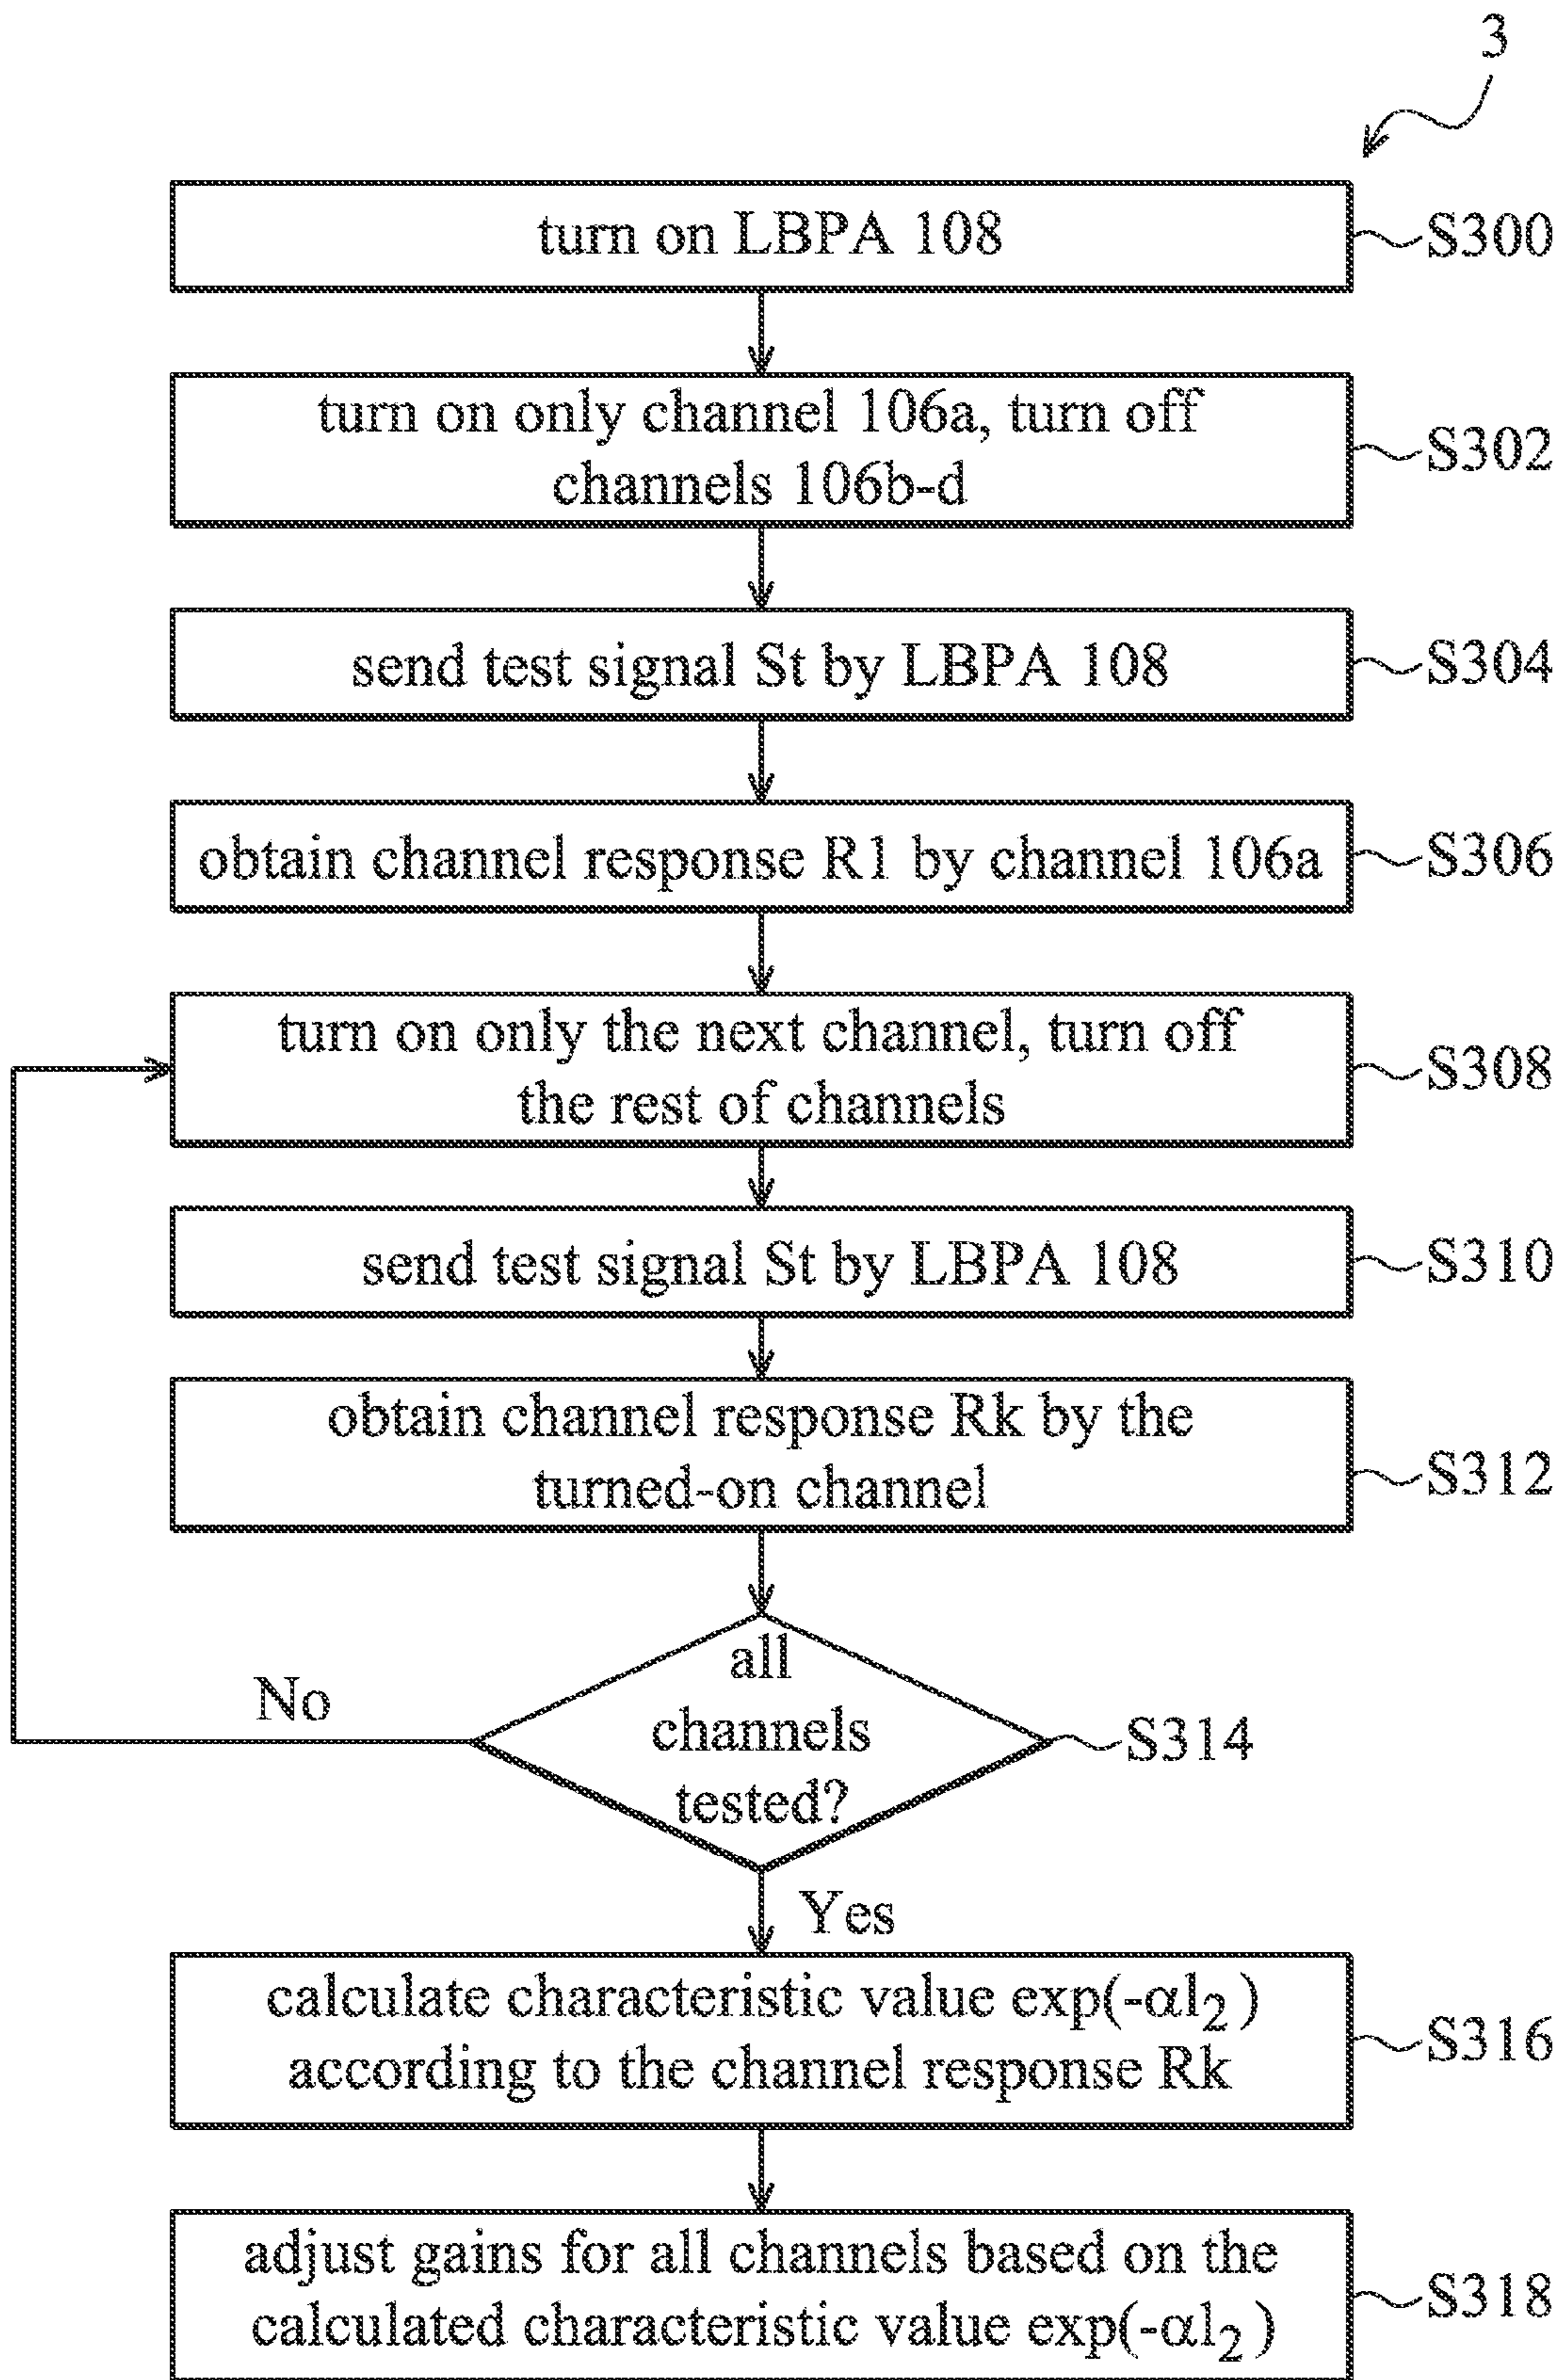 3
turn on LBPA 108
S300
turn on only channel 106a, turn off
channels 106b-d
S302
send test signal St by LBPA 108
S304
obtain channel response R1 by channel 106a
S306
turn on only the next channel, turn off
the rest of channels
S308
send test signal St by LBPA 108
S310
obtain channel response Rk by the
turned-on channel
S312
all
channels
tested?
S314
No
Yes
calculate characteristic value exp(-αl₂)
according to the channel response Rk
S316
adjust gains for all channels based on the
calculated characteristic value exp(-αl₂)
S318